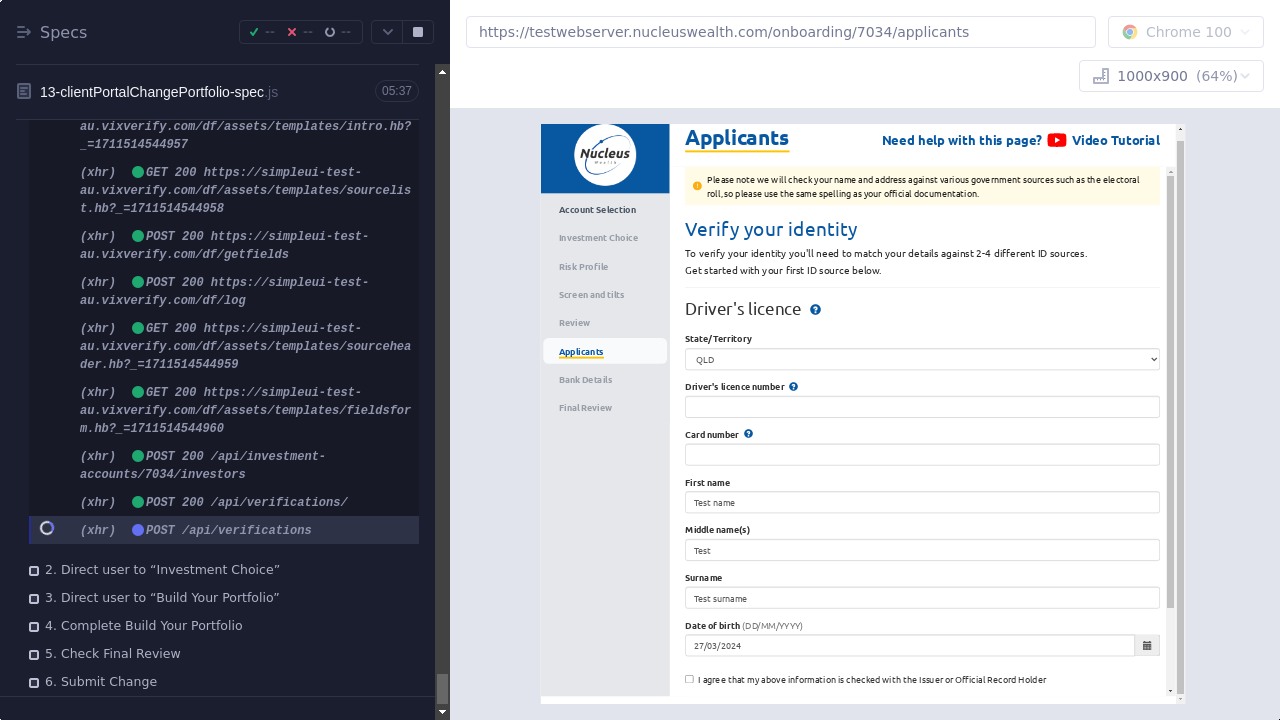 Specs
--
--
--
13-clientPortalChangePortfolio-spec.js
05:37
au.vixverify.com/df/assets/templates/intro.hb?
_=1711514544957
(xhr) GET 200 https://simpleui-test-
au.vixverify.com/df/assets/templates/sourcelis
t.hb?_=1711514544958
(xhr) POST 200 https://simpleui-test-
au.vixverify.com/df/getfields
(xhr) POST 200 https://simpleui-test-
au.vixverify.com/df/log
(xhr) GET 200 https://simpleui-test-
au.vixverify.com/df/assets/templates/sourcehea
der.hb?_=1711514544959
(xhr) GET 200 https://simpleui-test-
au.vixverify.com/df/assets/templates/fieldsfor
m.hb?_=1711514544960
(xhr) POST 200 /api/investment-
accounts/7034/investors
(xhr) POST 200 /api/verifications/
(xhr) POST /api/verifications
2. Direct user to “Investment Choice”
3. Direct user to “Build Your Portfolio”
4. Complete Build Your Portfolio
5. Check Final Review
6. Submit Change
https://testwebserver.nucleuswealth.com/onboarding/7034/applicants
Chrome 100
1000x900 (64%)
Nucleus
Wealth
Account Selection
Investment Choice
Risk Profile
Screen and tilts
Review
Applicants
Bank Details
Final Review
Applicants
Need help with this page? Video Tutorial
Please note we will check your name and address against various government sources such as the electoral
roll,so please use the same spelling as your official documentation.
Verify your identity
To verify your identity you'll need to match your details against 2-4 different ID sources.
Get started with your first ID source below.
Driver's licence
State/Territory
QLD
Driver's licence number
Card number
First name
Test name
Middle name(s)
Test
Surname
Test surname
Date of birth (DD/MM/YYYY)
27/03/2024
I agree that my above information is checked with the Issuer or Official Record Holder